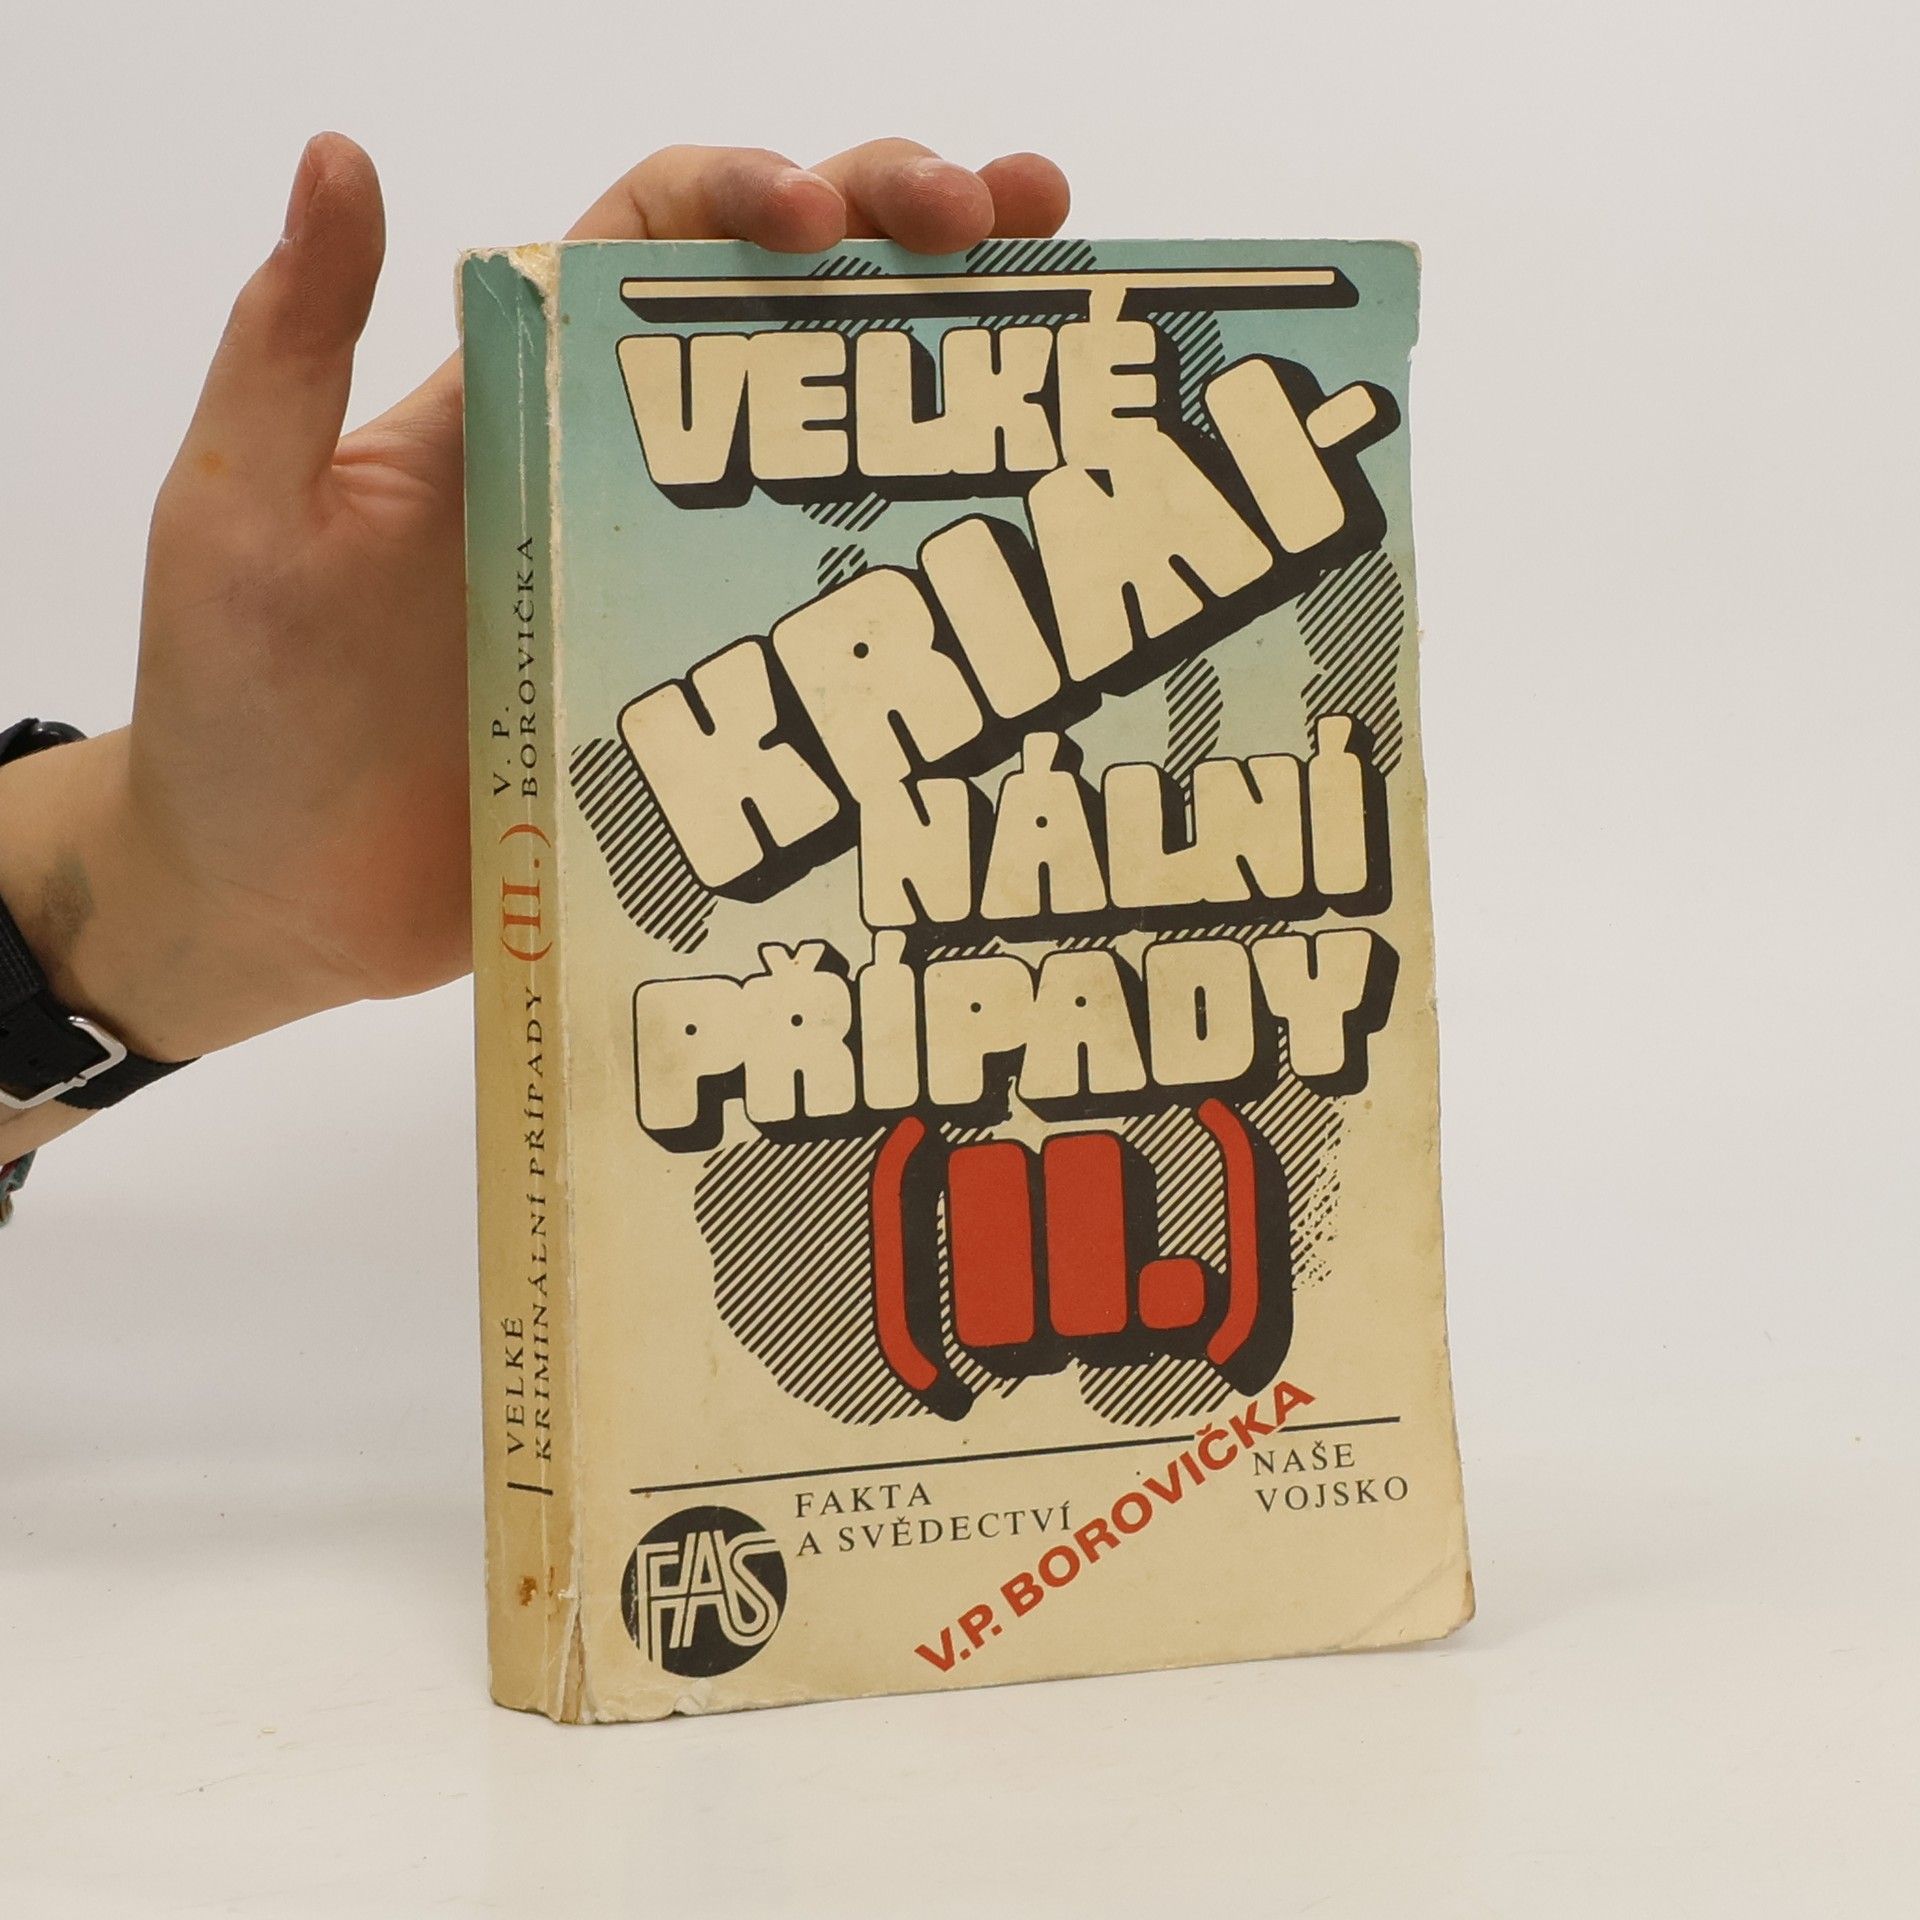 VELKÉ
KRIMI-
NÁLNÍ
PŘÍPADY
(II.)
FAKTA
A SVĚDECTVÍ
NAŠE
VOJSKO
FAS
V.P. BOROVIČKA
VELKÉ
KRIMINÁLNÍ PŘÍPADY (II.)
V. P.
BOROVIČKA